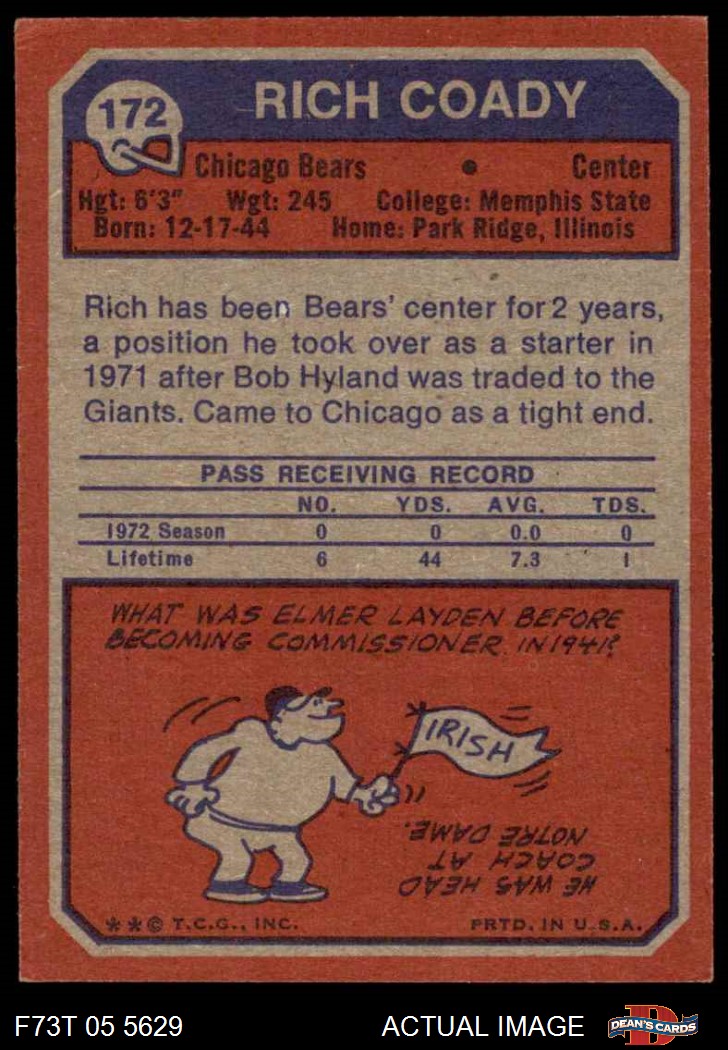 172
RICH COADY
Chicago Bears • Center
Hgt: 6'3" Wgt: 245 College: Memphis State
Born: 12-17-44 Home: Park Ridge, Illinois
Rich has been Bears' center for 2 years,
a position he took over as a starter in
1971 after Bob Hyland was traded to the
Giants. Came to Chicago as a tight end.
PASS RECEIVING RECORD
NO. YDS. AVG. TDS.
1972 Season 0 0 0.0 0
Lifetime 6 44 7.3 1
WHAT WAS ELMER LAYDEN BEFORE
BECOMING COMMISSIONER IN 1941?
IRISH
HE WAS HEAD
COACH AT
NOTRE DAME.
**© T.C.G., INC. PRTD. IN U.S.A.
F73T 05 5629 ACTUAL IMAGE D DEAN'S CARDS